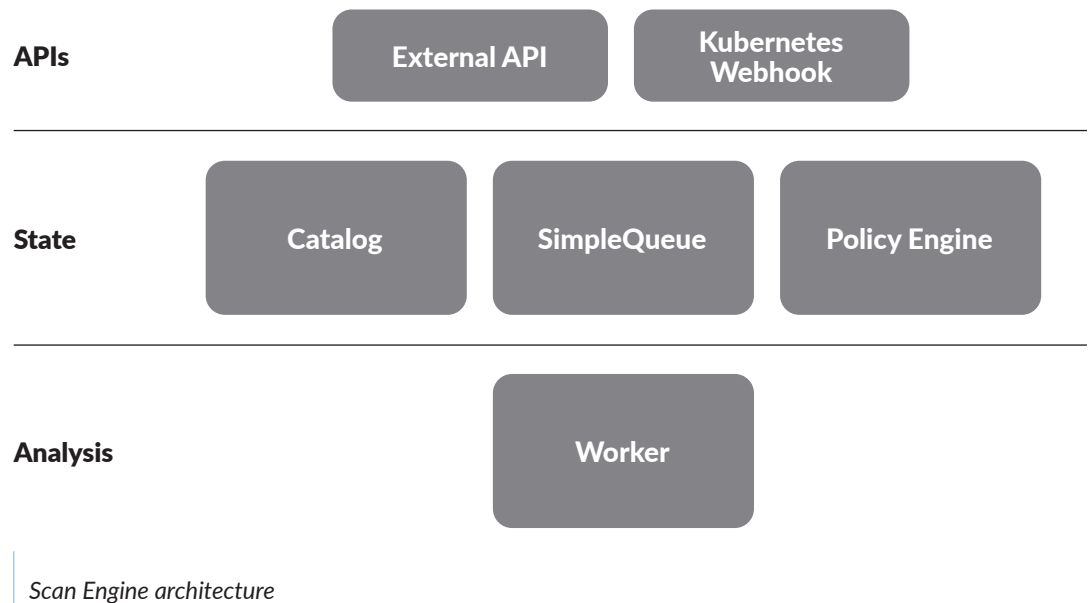 APIs
External API
Kubernetes
Webhook
State
Catalog
SimpleQueue
Policy Engine
Analysis
Worker
Scan Engine architecture